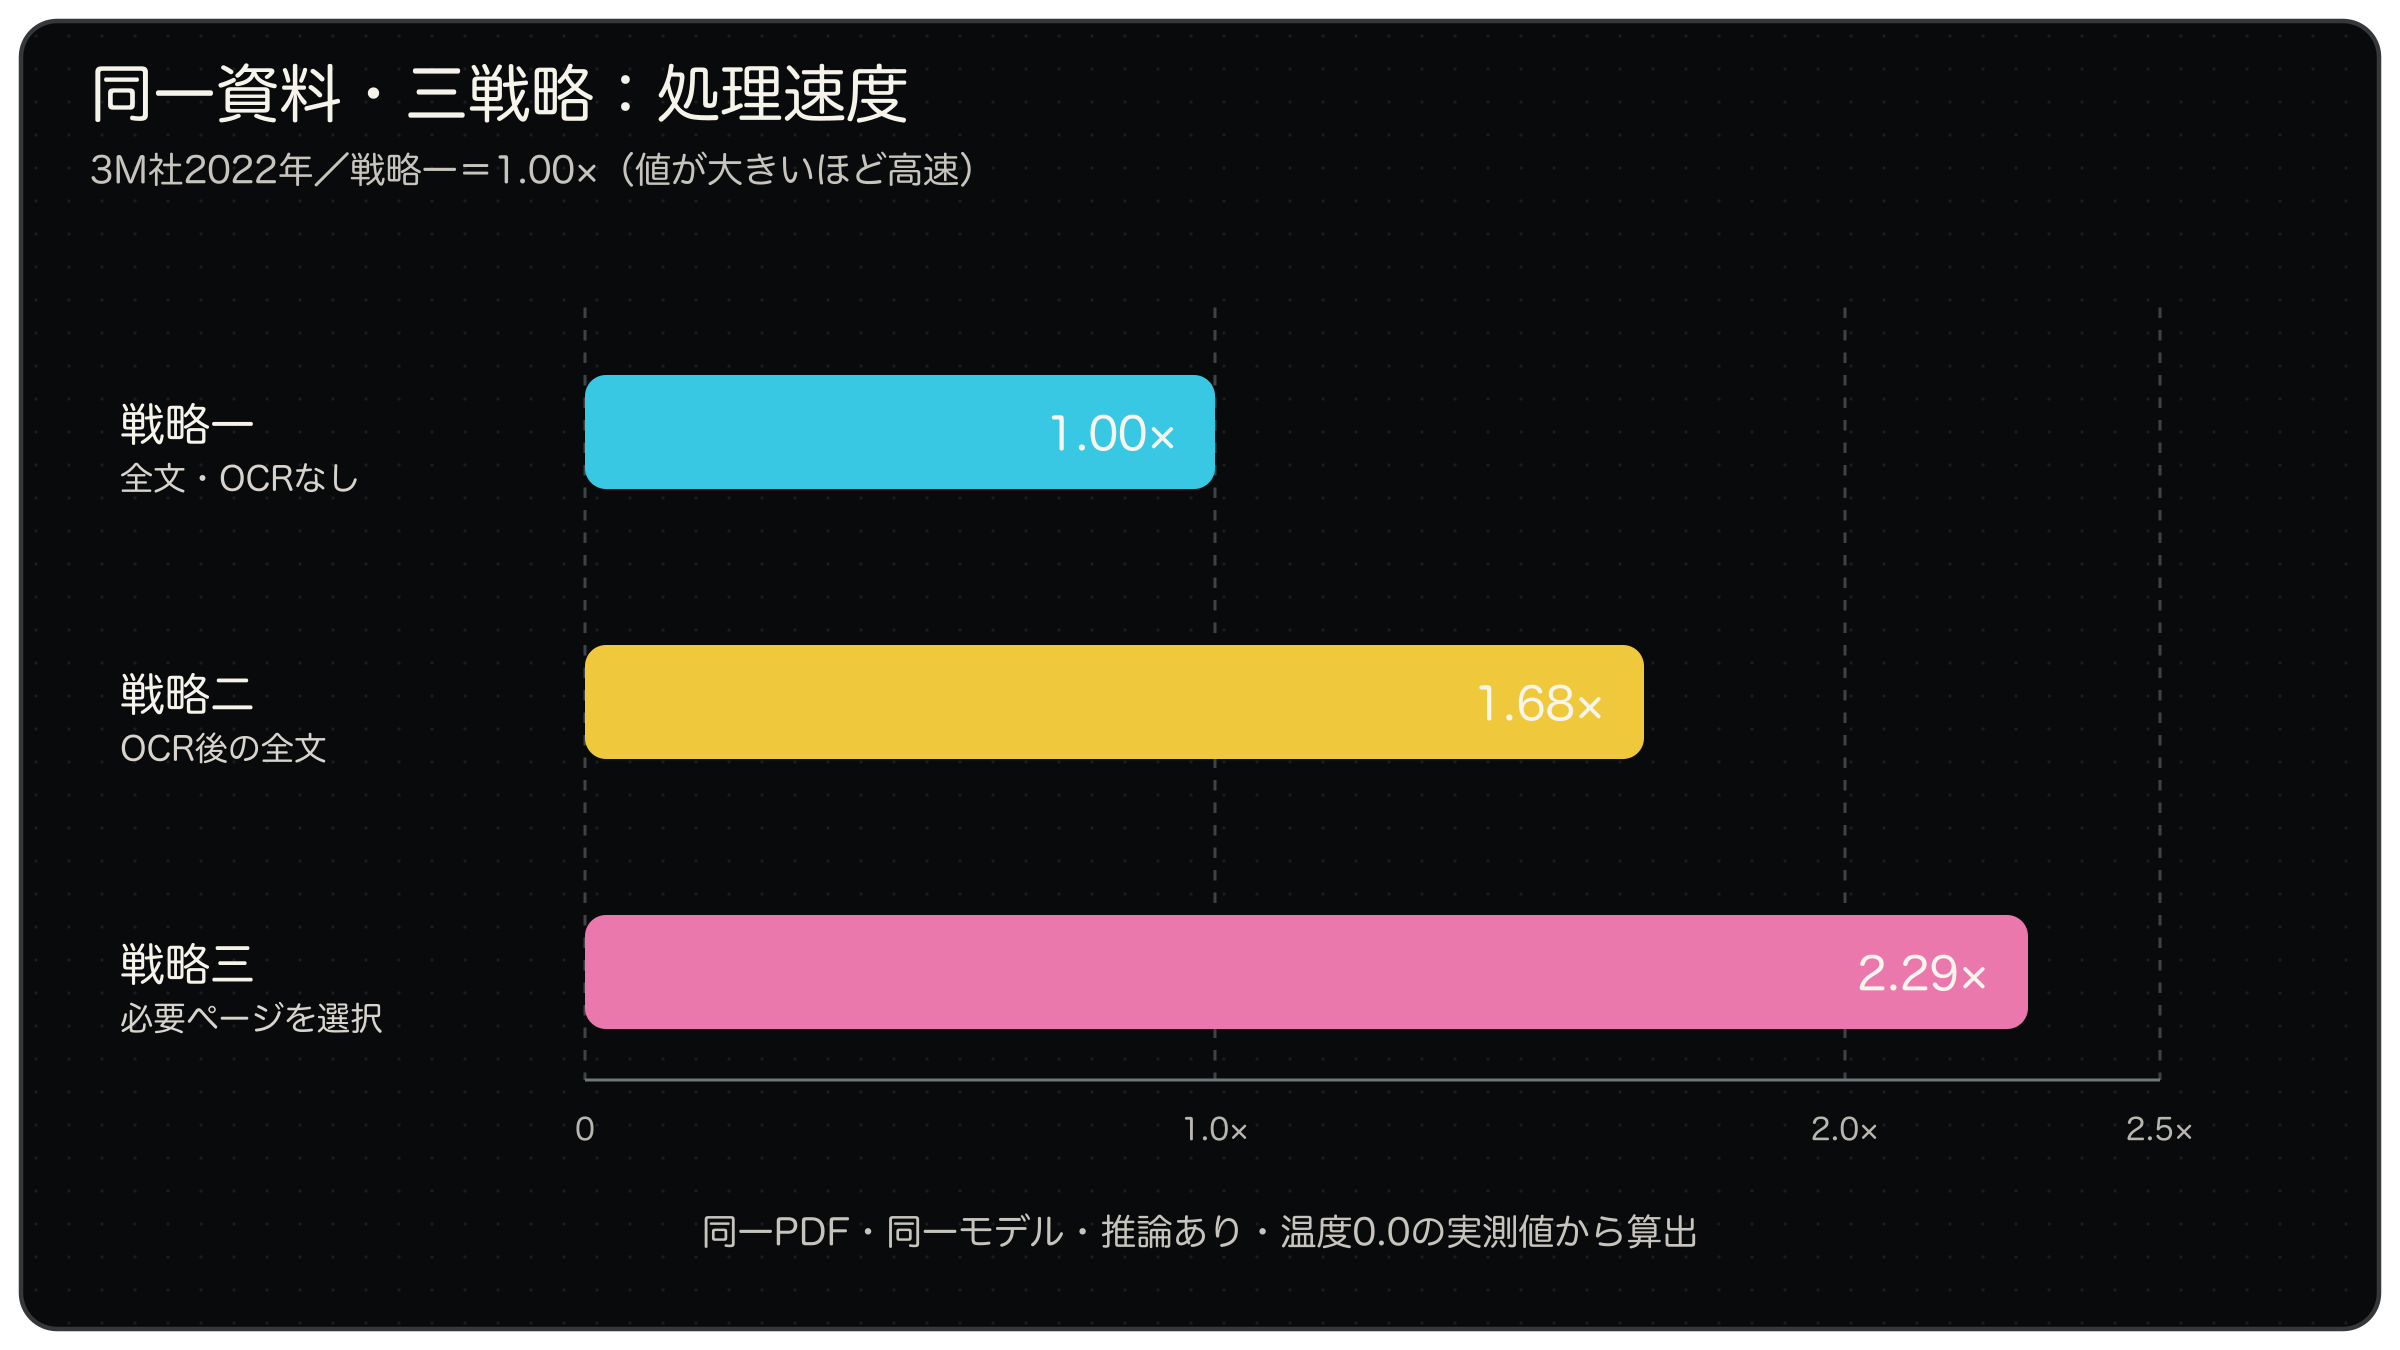 同一資料・三戦略：処理速度
3M社2022年／戦略一＝1.00×（値が大きいほど高速）
戦略一
全文・OCRなし
1.00×
戦略二
OCR後の全文
1.68×
戦略三
必要ページを選択
2.29×
0
1.0×
2.0×
2.5×
同一PDF・同一モデル・推論あり・温度0.0の実測値から算出